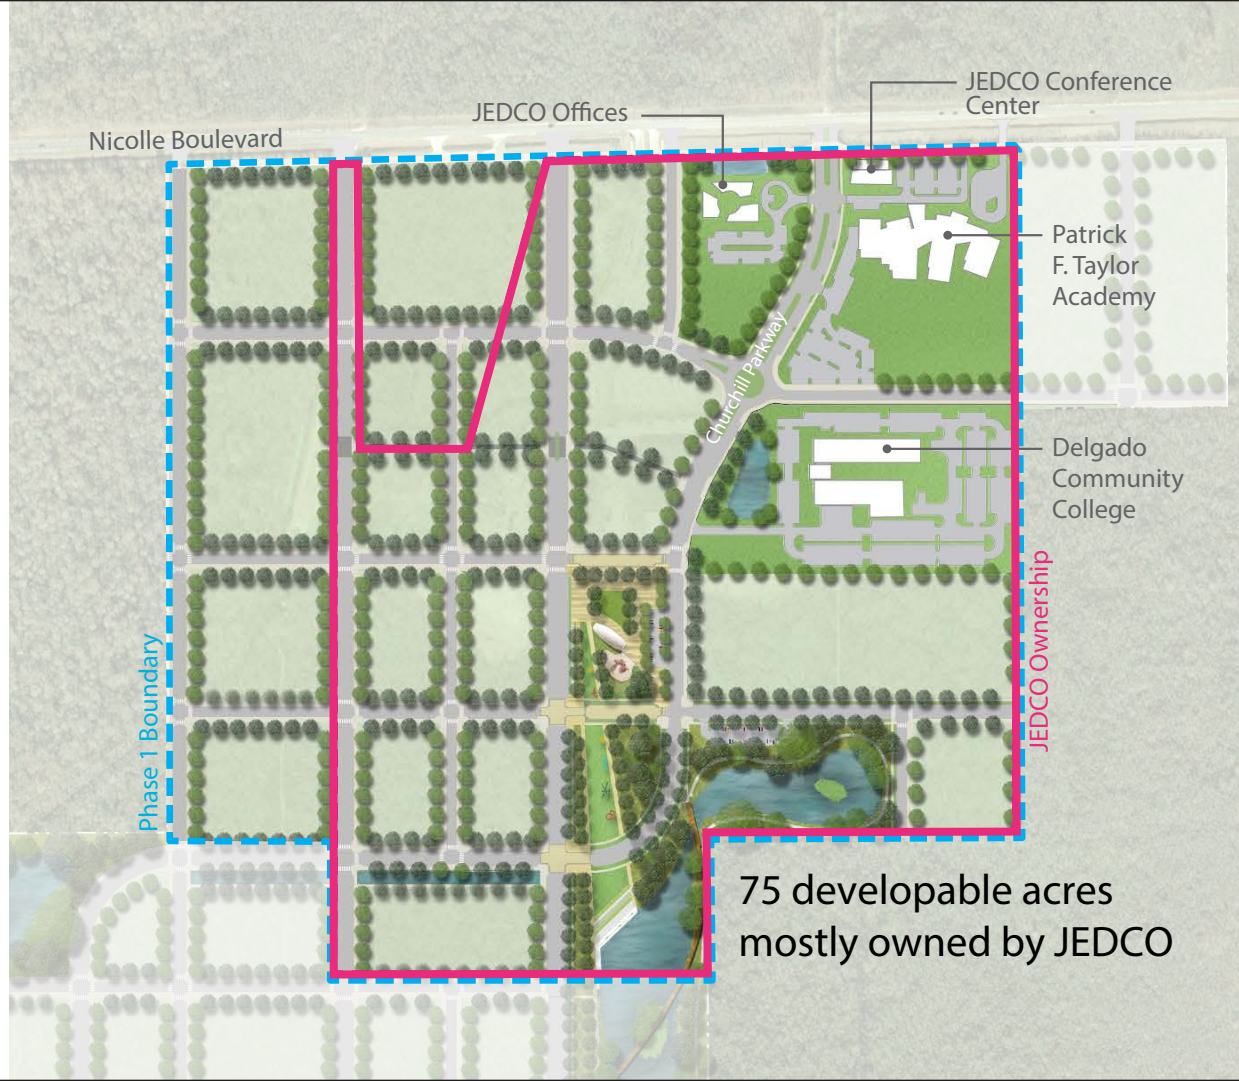 JEDCO Conference
Center
JEDCO Offices
Nicolle Boulevard
Patrick
F. Taylor
Academy
Churchill Parkway
Delgado
Community
College
JEDCO Ownership
Phase 1 Boundary
75 developable acres
mostly owned by JEDCO